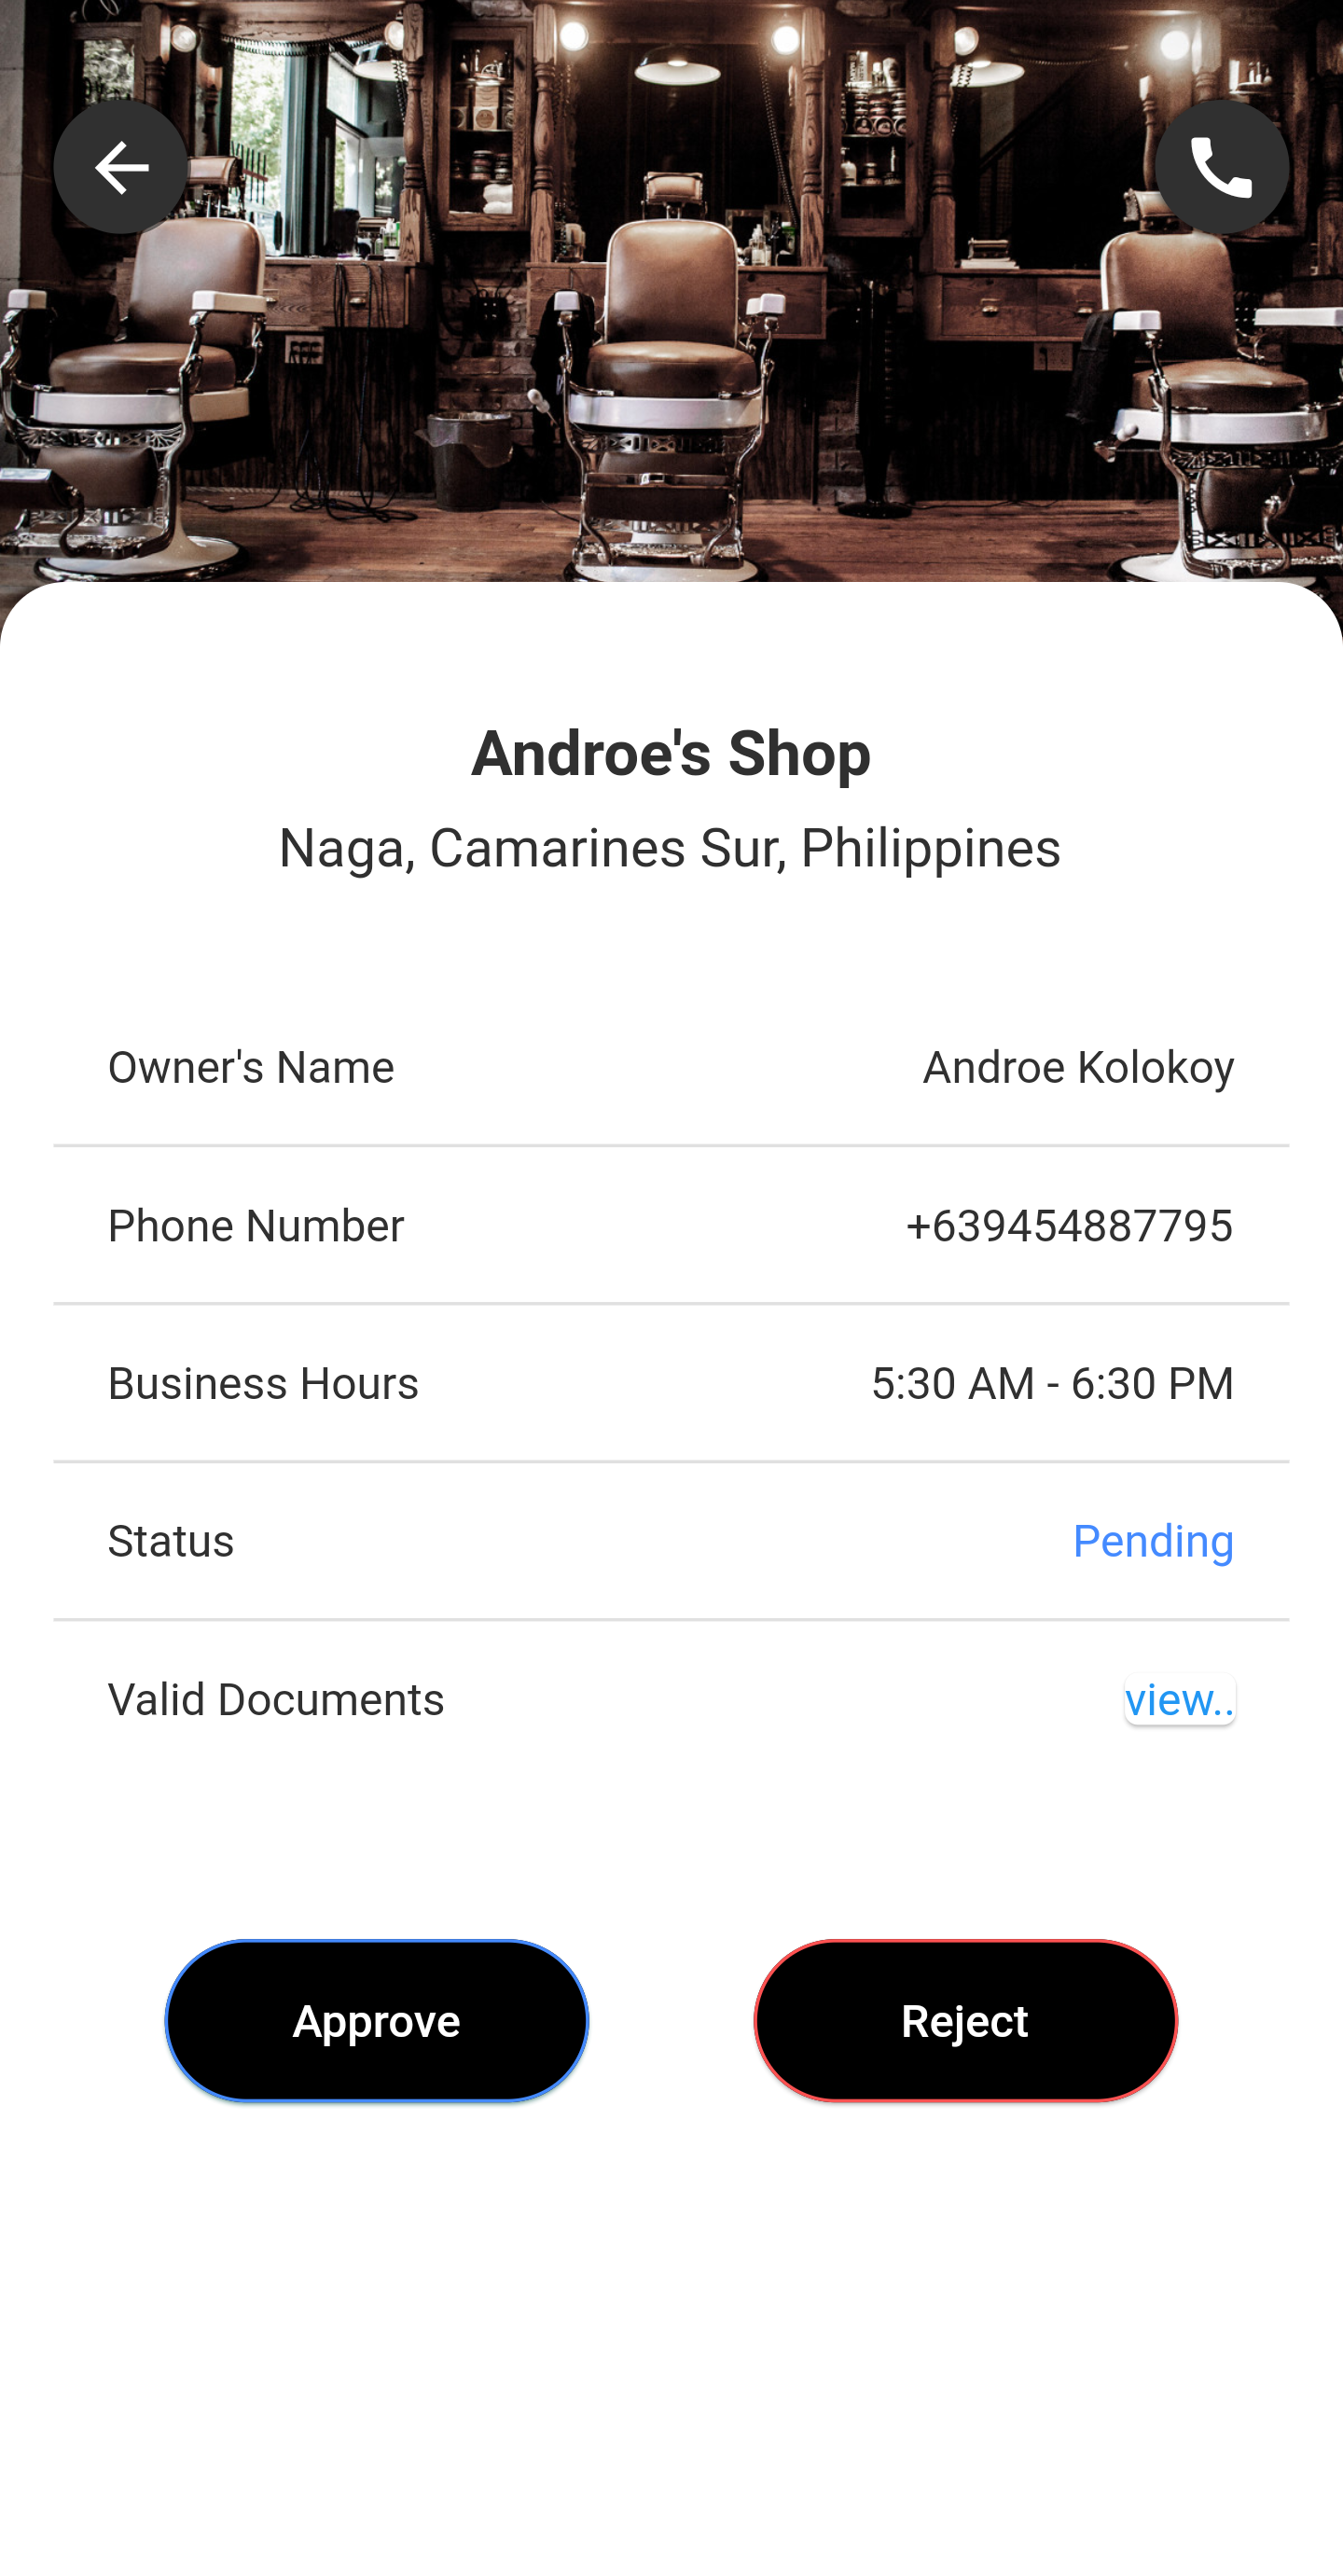 Androe's Shop
Naga, Camarines Sur, Philippines
Owner's Name Androe Kolokoy
Phone Number +639454887795
Business Hours 5:30 AM - 6:30 PM
Status Pending
Valid Documents view..
Approve Reject